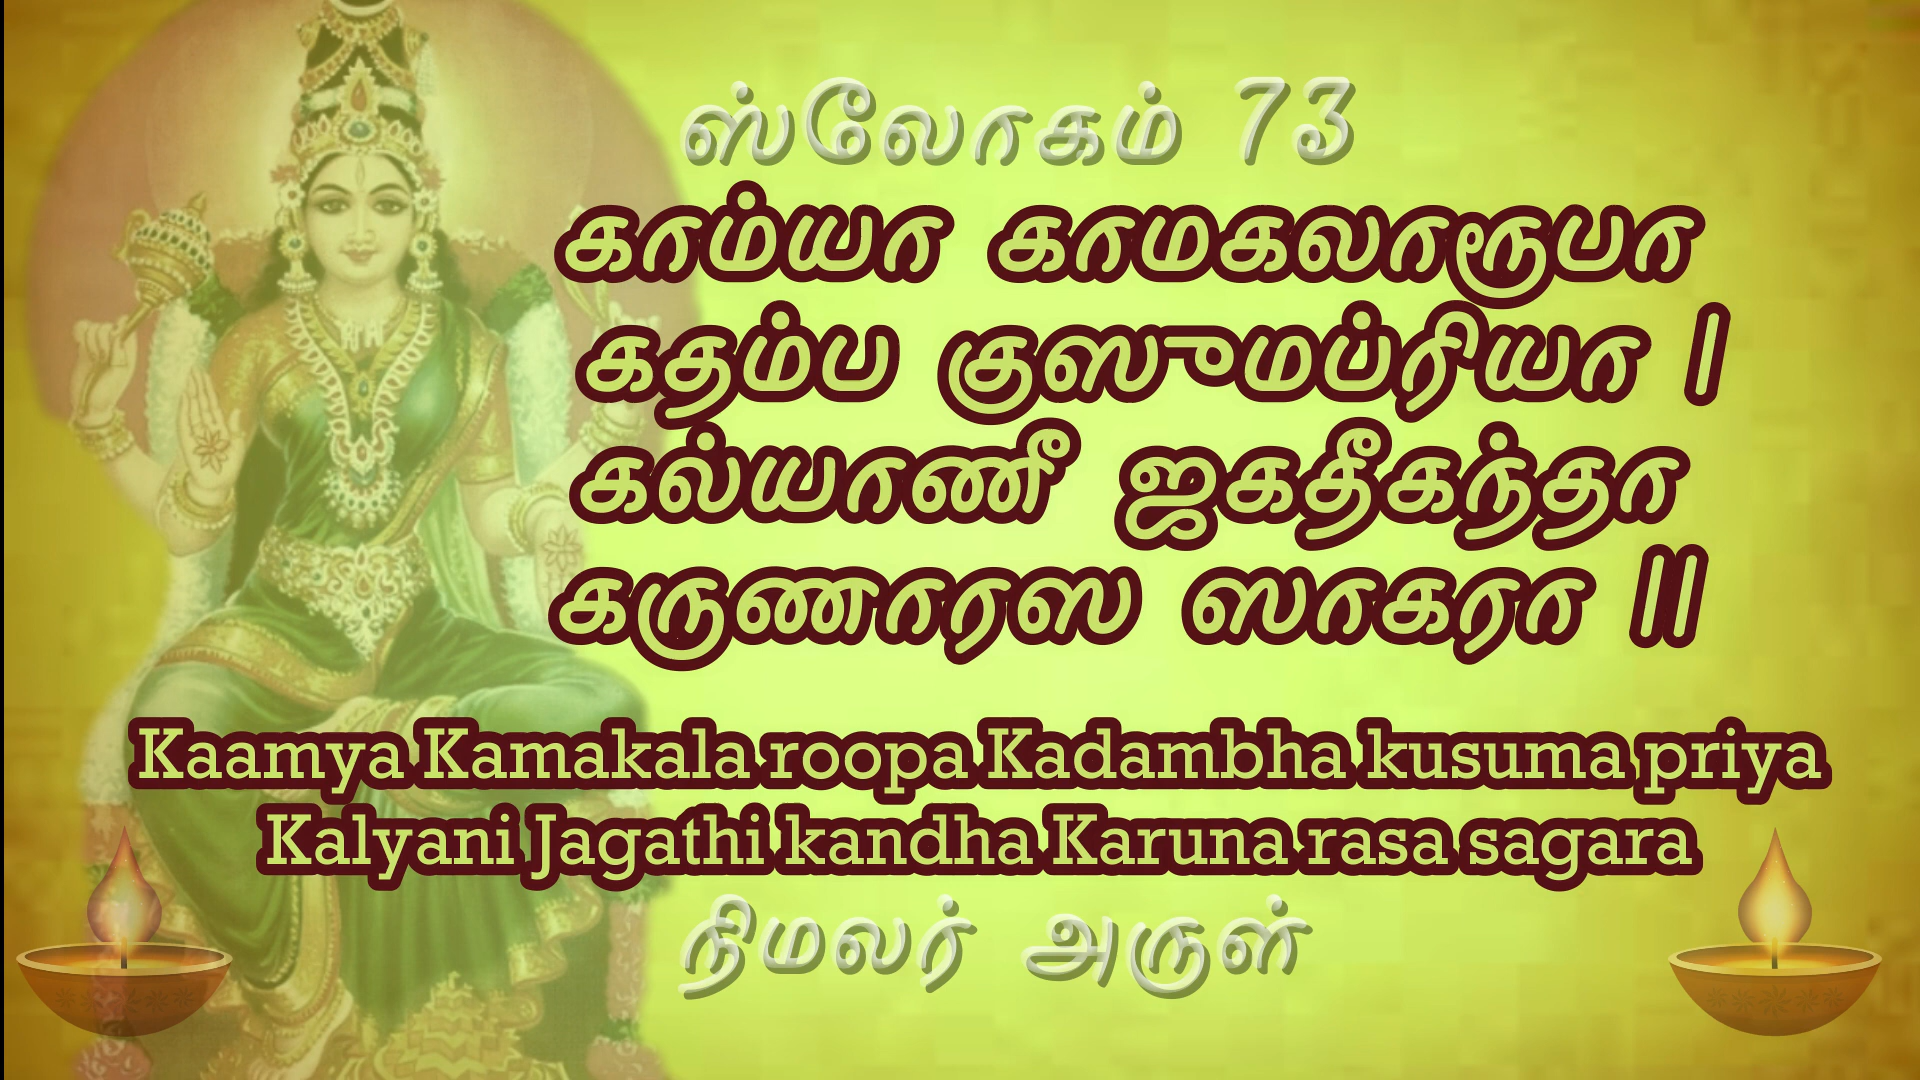 ஸ்லோகம் 73
காம்யா காமகலாரூபா
கதம்ப குஸுமப்ரியா |
கல்யாணீ ஜகதீகந்தா
கருணாரஸ ஸாகரா ||
Kaamya Kamakala roopa Kadambha kusuma priya
Kalyani Jagathi kandha Karuna rasa sagara
நிமலர் அருள்